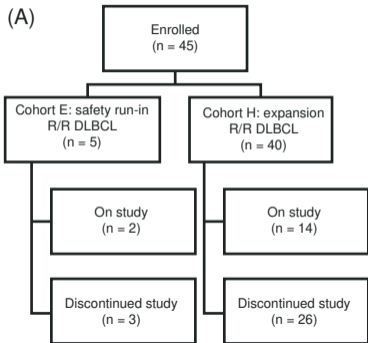 (A)
Enrolled
(n = 45)
Cohort E: safety run-in
R/R DLBCL
(n = 5)
Cohort H: expansion
R/R DLBCL
(n = 40)
On study
(n = 2)
On study
(n = 14)
Discontinued study
(n = 3)
Discontinued study
(n = 26)